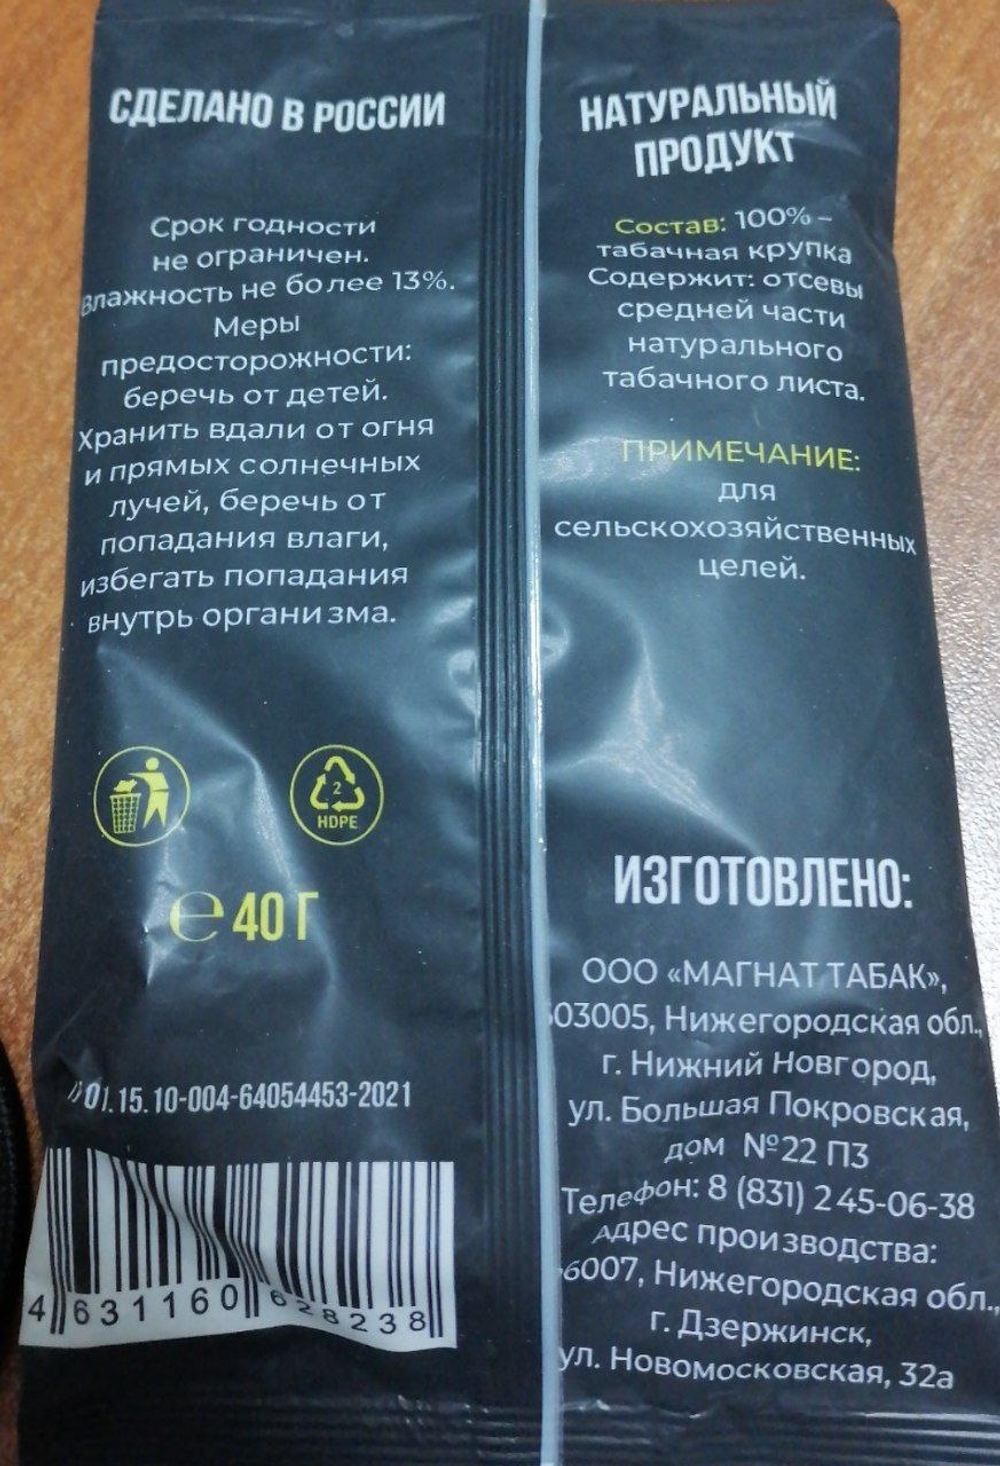 СДЕЛАНО В РОССИИ
Срок годности
не ограничен.
Влажность не более 13%.
Меры
предосторожности:
беречь от детей.
Хранить вдали от огня
и прямых солнечных
лучей, беречь от
попадания влаги,
избегать попадания
внутрь организма.
2
HDPE
℮ 40 Г
01.15.10-004-64054453-2021
4 631160 628238
НАТУРАЛЬНЫЙ
ПРОДУКТ
Состав: 100% –
табачная крупка
Содержит: отсевы
средней части
натурального
табачного листа.
ПРИМЕЧАНИЕ:
для
сельскохозяйственных
целей.
ИЗГОТОВЛЕНО:
ООО «МАГНАТ ТАБАК»,
03005, Нижегородская обл.,
г. Нижний Новгород,
ул. Большая Покровская,
дом №22 П3
Телефон: 8 (831) 245-06-38
Адрес производства:
6007, Нижегородская обл.,
г. Дзержинск,
ул. Новомосковская, 32а